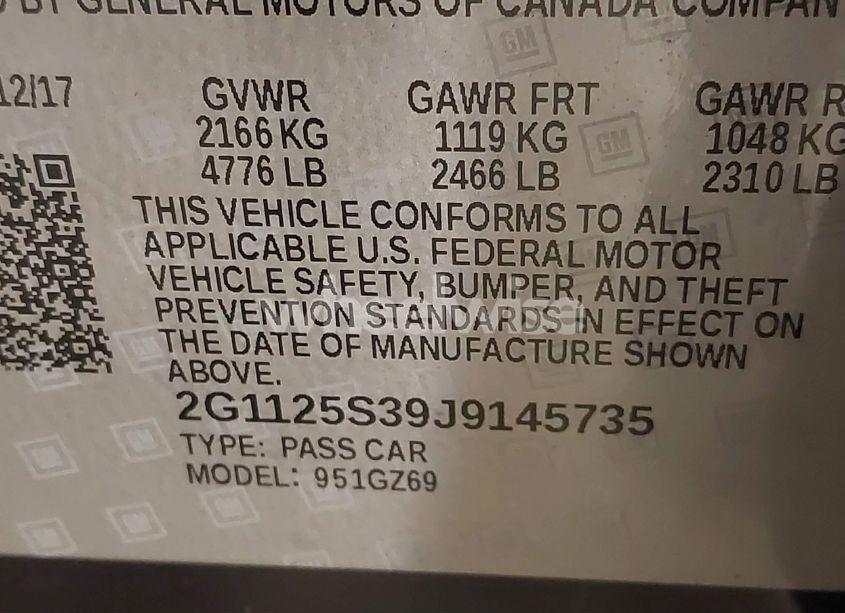 BY GENERAL MOTORS OF CANADA COMPAN
12/17 GVWR GAWR FRT GAWR R
2166 KG 1119 KG 1048 KG
4776 LB 2466 LB 2310 LB
THIS VEHICLE CONFORMS TO ALL
APPLICABLE U.S. FEDERAL MOTOR
VEHICLE SAFETY, BUMPER, AND THEFT
PREVENTION STANDARDS IN EFFECT ON
THE DATE OF MANUFACTURE SHOWN
ABOVE.
2G1125S39J9145735
TYPE: PASS CAR
MODEL: 951GZ69